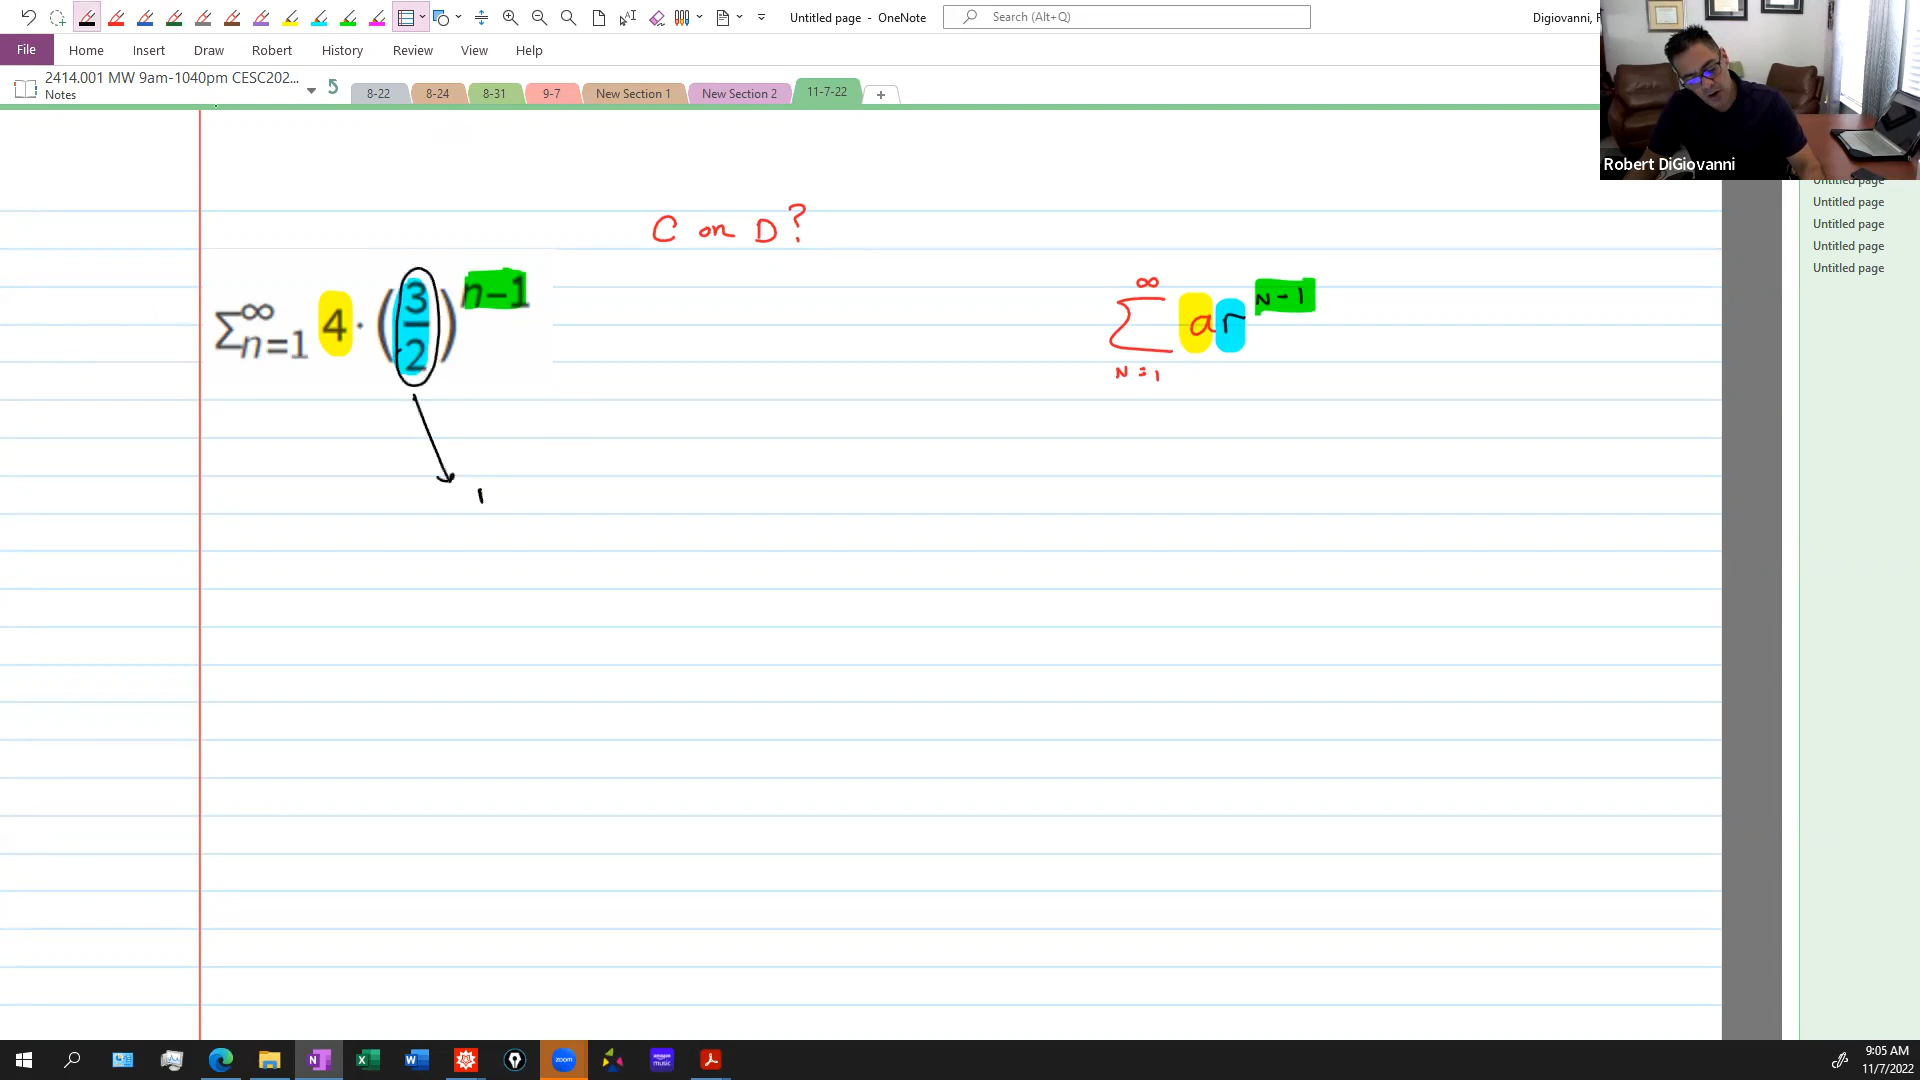 Untitled page - OneNote
Search (Alt+Q)
File
Home
Insert
Draw
Robert
History
Review
View
Help
2414.001 MW 9am-1040pm CESC202...
Notes
8-22
8-24
8-31
9-7
New Section 1
New Section 2
11-7-22
Robert DiGiovanni
Untitled page
Untitled page
Untitled page
Untitled page
Untitled page
C or D?
∑ₙ₌₁^∞ 4 · (3/2)^(n-1)
∑_(N=1)^∞ a r^(N-1)
9:05 AM
11/7/2022